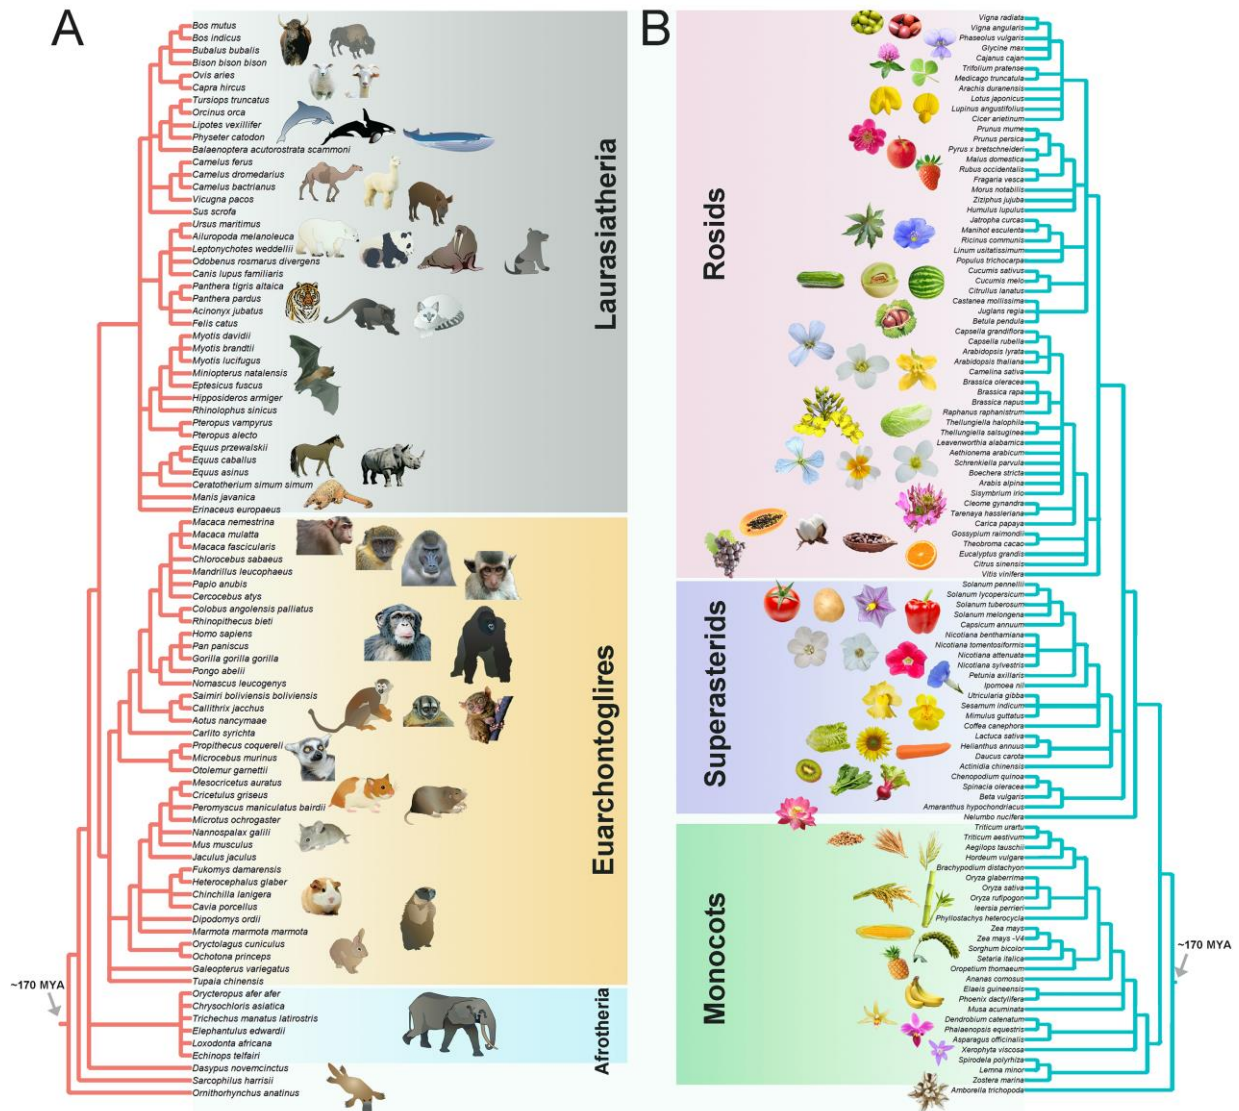 A
Bos mutus
Bos indicus
Bubalus bubalis
Bison bison bison
Ovis aries
Capra hircus
Tursiops truncatus
Orcinus orca
Lipotes vexillifer
Physeter catodon
Balaenoptera acutorostrata scammoni
Camelus ferus
Camelus dromedarius
Camelus bactrianus
Vicugna pacos
Sus scrofa
Ursus maritimus
Ailuropoda melanoleuca
Leptonychotes weddellii
Odobenus rosmarus divergens
Canis lupus familiaris
Panthera tigris altaica
Panthera pardus
Acinonyx jubatus
Felis catus
Myotis davidii
Myotis brandtii
Myotis lucifugus
Miniopterus natalensis
Eptesicus fuscus
Hipposideros armiger
Rhinolophus sinicus
Pteropus vampyrus
Pteropus alecto
Equus przewalskii
Equus caballus
Equus asinus
Ceratotherium simum simum
Manis javanica
Erinaceus europaeus
Laurasiatheria
Macaca nemestrina
Macaca mulatta
Macaca fascicularis
Chlorocebus sabaeus
Mandrillus leucophaeus
Papio anubis
Cercocebus atys
Colobus angolensis palliatus
Rhinopithecus bieti
Homo sapiens
Pan paniscus
Gorilla gorilla gorilla
Pongo abelii
Nomascus leucogenys
Saimiri boliviensis boliviensis
Callithrix jacchus
Aotus nancymaae
Carlito syrichta
Propithecus coquereli
Microcebus murinus
Otolemur garnettii
Mesocricetus auratus
Cricetulus griseus
Peromyscus maniculatus bairdii
Microtus ochrogaster
Nannospalax galili
Mus musculus
Jaculus jaculus
Fukomys damarensis
Heterocephalus glaber
Chinchilla lanigera
Cavia porcellus
Dipodomys ordii
Marmota marmota marmota
Oryctolagus cuniculus
Ochotona princeps
Galeopterus variegatus
Tupaia chinensis
Euarchontoglires
Orycteropus afer afer
Chrysochloris asiatica
Trichechus manatus latirostris
Elephantulus edwardii
Loxodonta africana
Echinops telfairi
Afrotheria
Dasypus novemcinctus
Sarcophilus harrisii
Ornithorhynchus anatinus
~170 MYA
B
Vigna radiata
Vigna angularis
Phaseolus vulgaris
Glycine max
Cajanus cajan
Trifolium pratense
Medicago truncatula
Arachis duranensis
Lotus japonicus
Lupinus angustifolius
Cicer arietinum
Prunus mume
Prunus persica
Pyrus x bretschneideri
Malus domestica
Rubus occidentalis
Fragaria vesca
Morus notabilis
Ziziphus jujuba
Humulus lupulus
Jatropha curcas
Manihot esculenta
Ricinus communis
Linum usitatissimum
Populus trichocarpa
Cucumis sativus
Cucumis melo
Citrullus lanatus
Castanea mollissima
Juglans regia
Betula pendula
Capsella grandiflora
Capsella rubella
Arabidopsis lyrata
Arabidopsis thaliana
Camelina sativa
Brassica oleracea
Brassica rapa
Brassica napus
Raphanus raphanistrum
Thellungiella halophila
Thellungiella salsuginea
Leavenworthia alabamica
Aethionema arabicum
Schrenkiella parvula
Boechera stricta
Arabis alpina
Sisymbrium irio
Cleome gynandra
Tarenaya hassleriana
Carica papaya
Gossypium raimondii
Theobroma cacao
Eucalyptus grandis
Citrus sinensis
Vitis vinifera
Rosids
Solanum pennellii
Solanum lycopersicum
Solanum tuberosum
Solanum melongena
Capsicum annuum
Nicotiana benthamiana
Nicotiana tomentosiformis
Nicotiana attenuata
Nicotiana sylvestris
Petunia axillaris
Ipomoea nil
Utricularia gibba
Sesamum indicum
Mimulus guttatus
Coffea canephora
Lactuca sativa
Helianthus annuus
Daucus carota
Actinidia chinensis
Chenopodium quinoa
Spinacia oleracea
Beta vulgaris
Amaranthus hypochondriacus
Nelumbo nucifera
Superasterids
Triticum urartu
Triticum aestivum
Aegilops tauschii
Hordeum vulgare
Brachypodium distachyon
Oryza glaberrima
Oryza sativa
Oryza rufipogon
leersia perrieri
Phyllostachys heterocycla
Zea mays
Zea mays -V4
Sorghum bicolor
Setaria italica
Oropetium thomaeum
Ananas comosus
Elaeis guineensis
Phoenix dactylifera
Musa acuminata
Dendrobium catenatum
Phalaenopsis equestris
Asparagus officinalis
Xerophyta viscosa
Spirodela polyrhiza
Lemna minor
Zostera marina
Amborella trichopoda
Monocots
~170 MYA